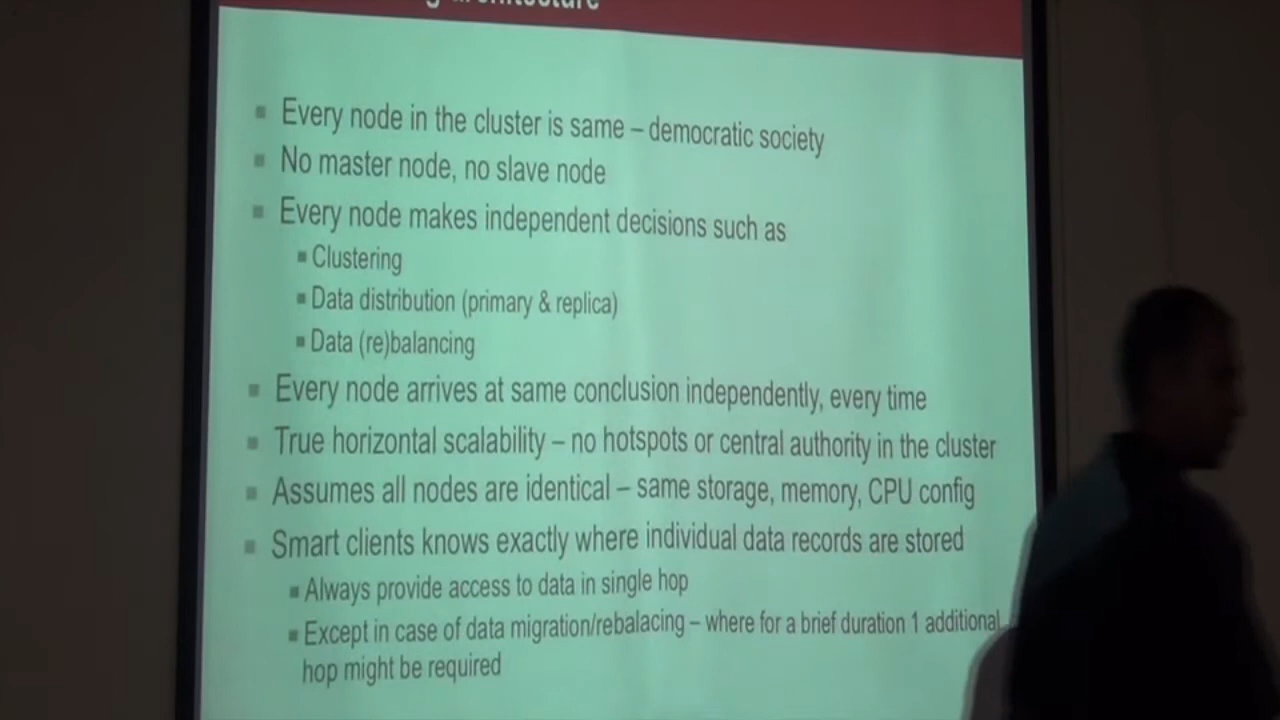 architecture
▪ Every node in the cluster is same – democratic society
▪ No master node, no slave node
▪ Every node makes independent decisions such as
▪ Clustering
▪ Data distribution (primary & replica)
▪ Data (re)balancing
▪ Every node arrives at same conclusion independently, every time
▪ True horizontal scalability – no hotspots or central authority in the cluster
▪ Assumes all nodes are identical – same storage, memory, CPU config
▪ Smart clients knows exactly where individual data records are stored
▪ Always provide access to data in single hop
▪ Except in case of data migration/rebalacing – where for a brief duration 1 additional
hop might be required